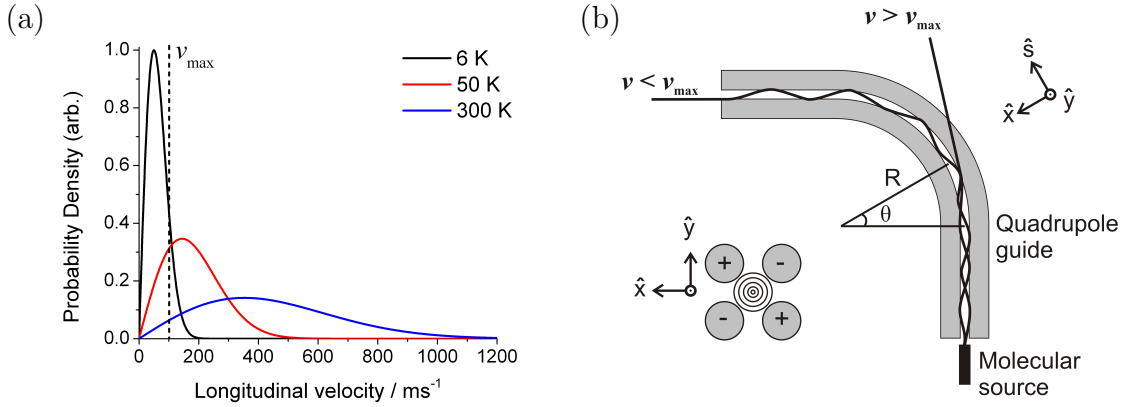 (a)
1.0
0.8
0.6
0.4
0.2
0.0
Probability Density (arb.)
v_max
6 K
50 K
300 K
0 200 400 600 800 1000 1200
Longitudinal velocity / ms⁻¹
(b)
v > v_max
v < v_max
ŝ
x̂
ŷ
R
θ
Quadrupole
guide
ŷ
x̂
+ -
- +
Molecular
source